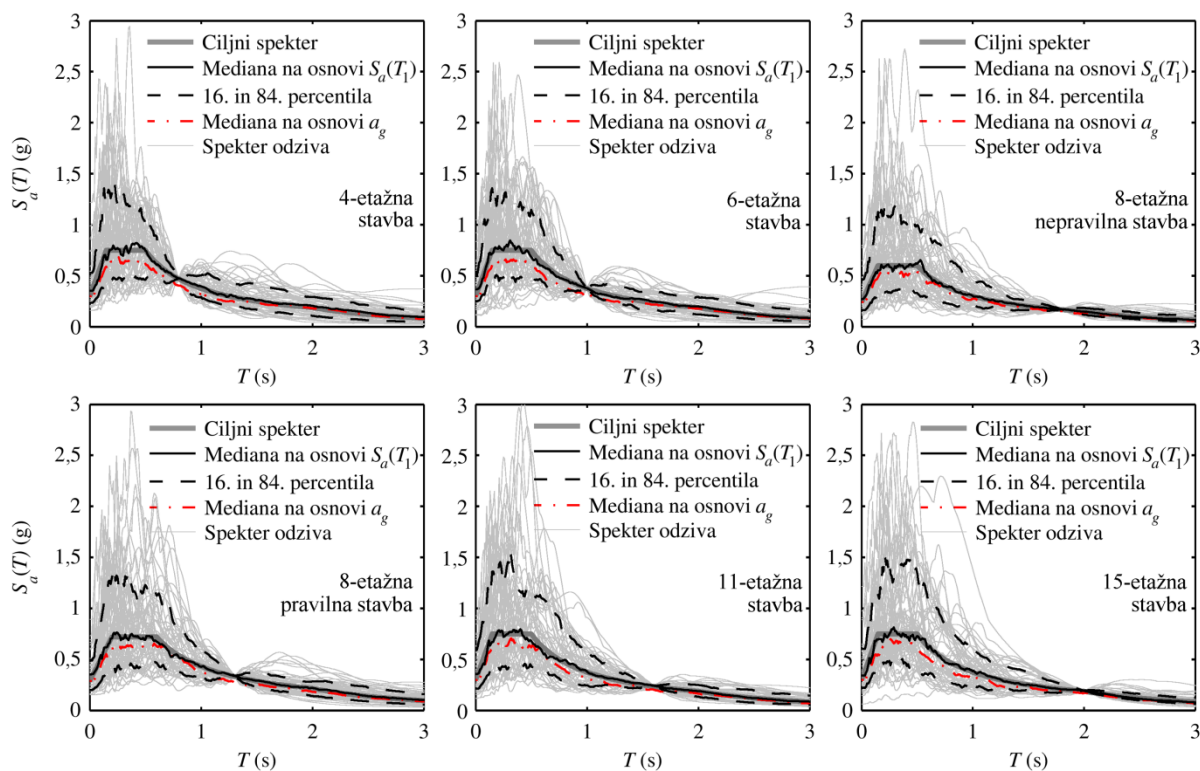 3
2,5
2
1,5
1
0,5
0
S_a(T) (g)
Ciljni spekter
Mediana na osnovi S_a(T_1)
16. in 84. percentila
Mediana na osnovi a_g
Spekter odziva
4-etažna
stavba
0 1 2 3
T (s)
3
2,5
2
1,5
1
0,5
0
Ciljni spekter
Mediana na osnovi S_a(T_1)
16. in 84. percentila
Mediana na osnovi a_g
Spekter odziva
6-etažna
stavba
0 1 2 3
T (s)
3
2,5
2
1,5
1
0,5
0
Ciljni spekter
Mediana na osnovi S_a(T_1)
16. in 84. percentila
Mediana na osnovi a_g
Spekter odziva
8-etažna
nepravilna stavba
0 1 2 3
T (s)
3
2,5
2
1,5
1
0,5
0
S_a(T) (g)
Ciljni spekter
Mediana na osnovi S_a(T_1)
16. in 84. percentila
Mediana na osnovi a_g
Spekter odziva
8-etažna
pravilna stavba
0 1 2 3
T (s)
3
2,5
2
1,5
1
0,5
0
Ciljni spekter
Mediana na osnovi S_a(T_1)
16. in 84. percentila
Mediana na osnovi a_g
Spekter odziva
11-etažna
stavba
0 1 2 3
T (s)
3
2,5
2
1,5
1
0,5
0
Ciljni spekter
Mediana na osnovi S_a(T_1)
16. in 84. percentila
Mediana na osnovi a_g
Spekter odziva
15-etažna
stavba
0 1 2 3
T (s)